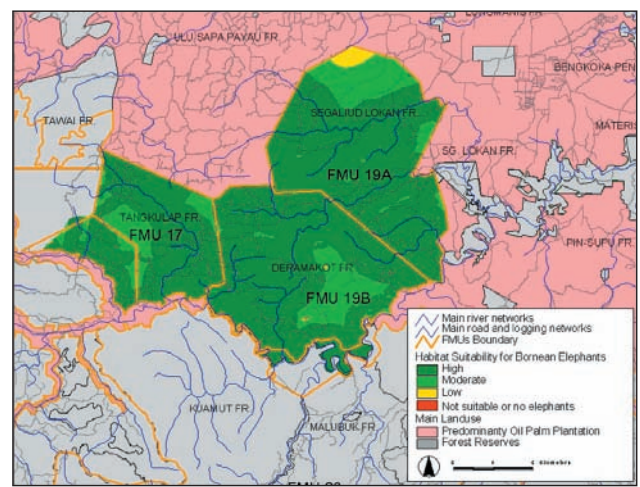 LONGMANIS FR.
ULU SAPA PAYAU FR.
BENGKOKA PEN
TAWAI FR.
SEGALIUD LOKAN FR.
MATERIS
SG. LOKAN FR.
FMU 19A
TANGKULAP FR.
FMU 17
PIN-SUPU FR
DERAMAKOT FR.
FMU 19B
KUAMUT FR.
MALUBUK FR.
Main river networks
Main road and logging networks
FMUs Boundary
Habitat Suitability for Bornean Elephants
High
Moderate
Low
Not suitable or no elephants
Main Landuse
Predominanty Oil Palm Plantation
Forest Reserves